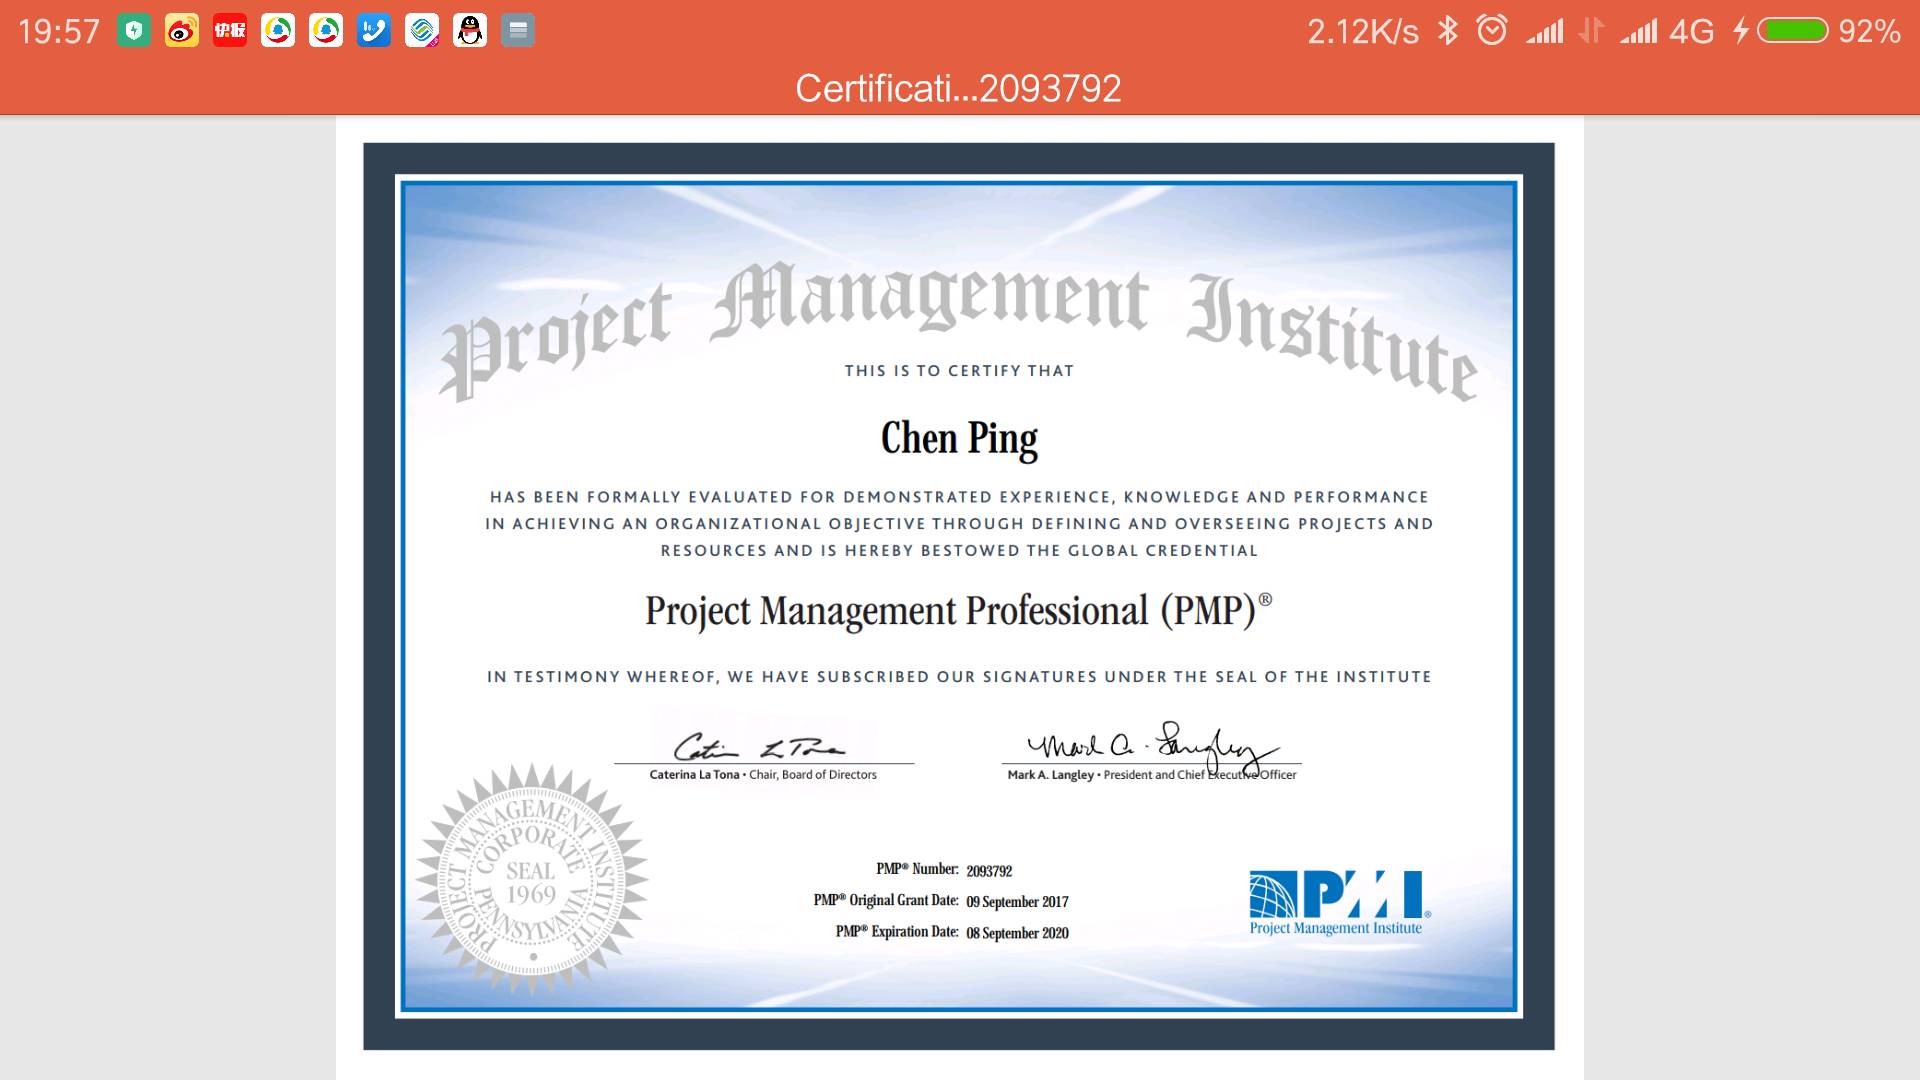 19:57
快报
2.12K/s
4G
92%
Certificati...2093792
Project Management Institute
THIS IS TO CERTIFY THAT
Chen Ping
HAS BEEN FORMALLY EVALUATED FOR DEMONSTRATED EXPERIENCE, KNOWLEDGE AND PERFORMANCE
IN ACHIEVING AN ORGANIZATIONAL OBJECTIVE THROUGH DEFINING AND OVERSEEING PROJECTS AND
RESOURCES AND IS HEREBY BESTOWED THE GLOBAL CREDENTIAL
Project Management Professional (PMP)®
IN TESTIMONY WHEREOF, WE HAVE SUBSCRIBED OUR SIGNATURES UNDER THE SEAL OF THE INSTITUTE
Caterina La Tona • Chair, Board of Directors
Mark A. Langley
Mark A. Langley • President and Chief Executive Officer
PROJECT MANAGEMENT INSTITUTE
CORPORATE
SEAL
1969
PENNSYLVANIA
PMP® Number: 2093792
PMP® Original Grant Date: 09 September 2017
PMP® Expiration Date: 08 September 2020
PMI®
Project Management Institute